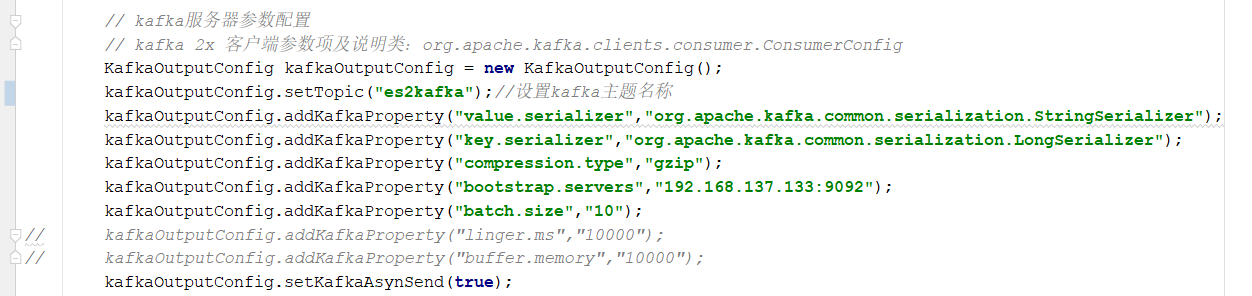 // kafka服务器参数配置
// kafka 2x 客户端参数项及说明类：org.apache.kafka.clients.consumer.ConsumerConfig
KafkaOutputConfig kafkaOutputConfig = new KafkaOutputConfig();
kafkaOutputConfig.setTopic("es2kafka");//设置kafka主题名称
kafkaOutputConfig.addKafkaProperty("value.serializer","org.apache.kafka.common.serialization.StringSerializer");
kafkaOutputConfig.addKafkaProperty("key.serializer","org.apache.kafka.common.serialization.LongSerializer");
kafkaOutputConfig.addKafkaProperty("compression.type","gzip");
kafkaOutputConfig.addKafkaProperty("bootstrap.servers","192.168.137.133:9092");
kafkaOutputConfig.addKafkaProperty("batch.size","10");
// kafkaOutputConfig.addKafkaProperty("linger.ms","10000");
// kafkaOutputConfig.addKafkaProperty("buffer.memory","10000");
kafkaOutputConfig.setKafkaAsynSend(true);